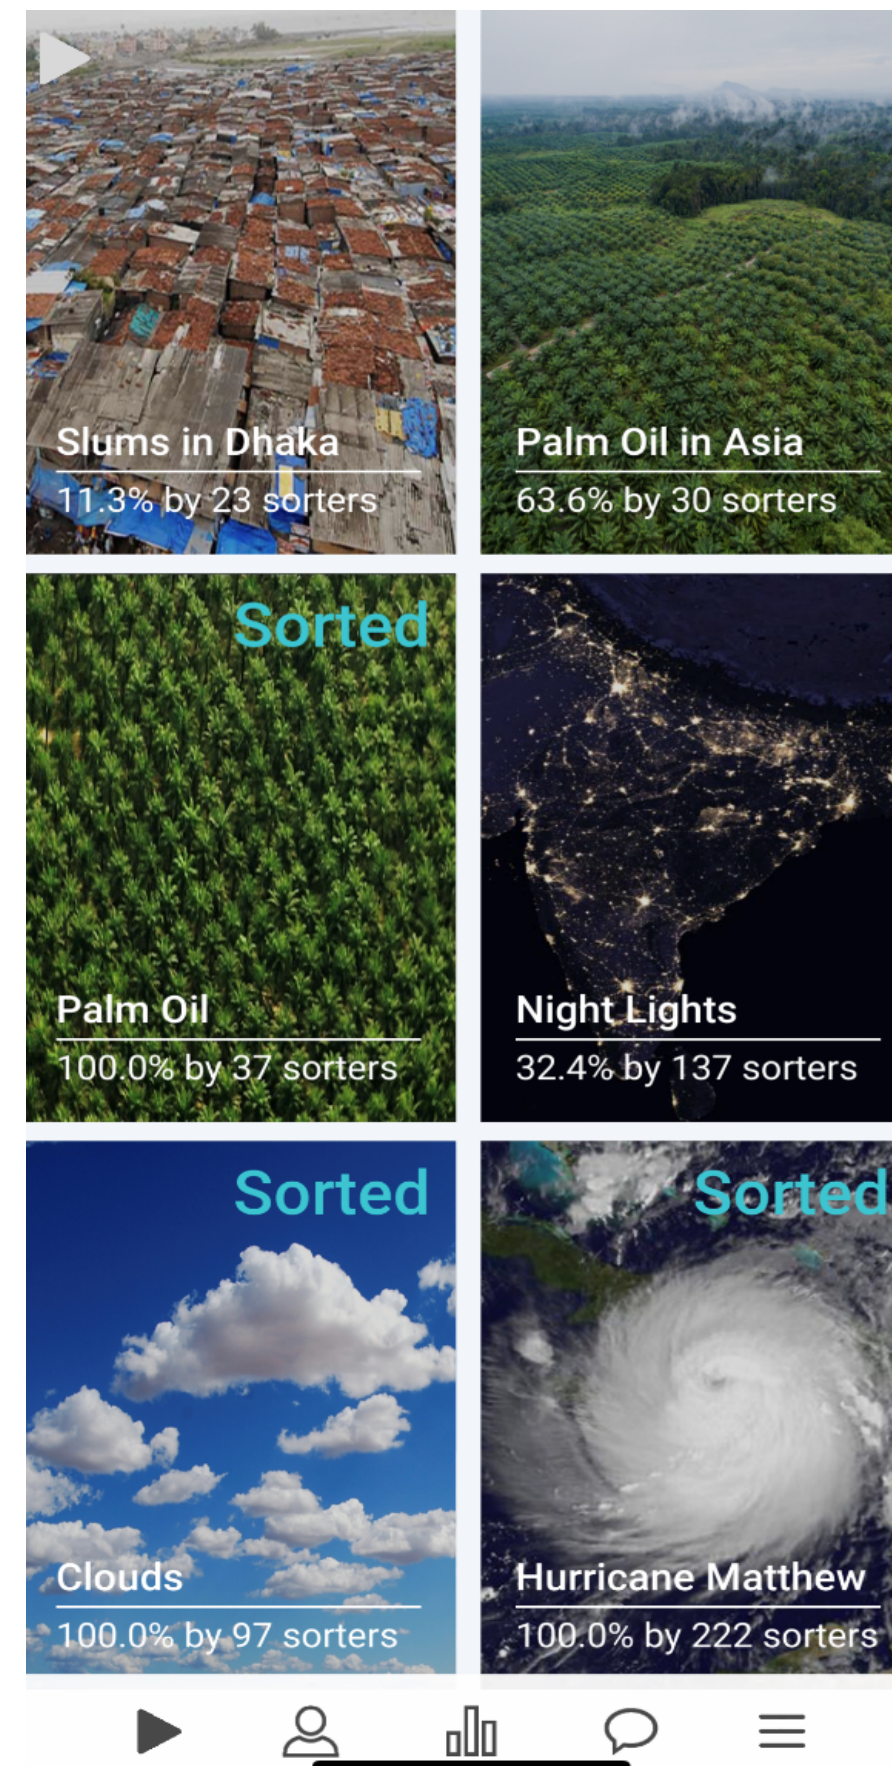 Slums in Dhaka
11.3% by 23 sorters
Palm Oil in Asia
63.6% by 30 sorters
Sorted
Palm Oil
100.0% by 37 sorters
Night Lights
32.4% by 137 sorters
Sorted
Clouds
100.0% by 97 sorters
Sorted
Hurricane Matthew
100.0% by 222 sorters